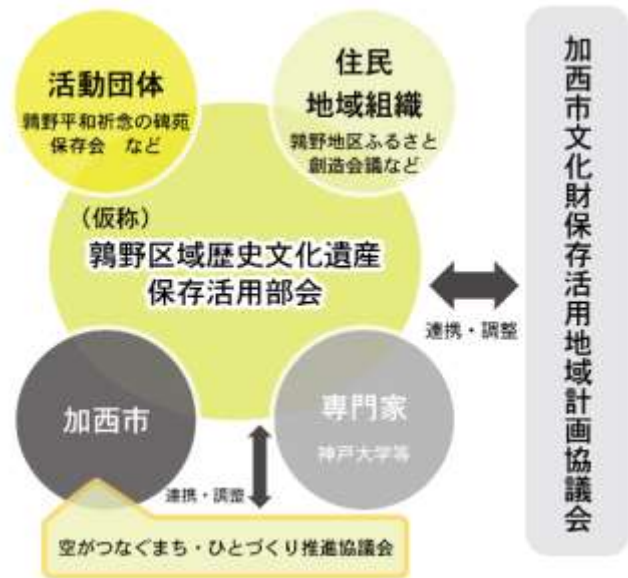 活動団体
鶉野平和祈念の碑苑
保存会　など
住民
地域組織
鶉野地区ふるさと
創造会議など
（仮称）
鶉野区域歴史文化遺産
保存活用部会
連携・調整
加西市
専門家
神戸大学等
連携・調整
空がつなぐまち・ひとづくり推進協議会
加西市文化財保存活用地域計画協議会